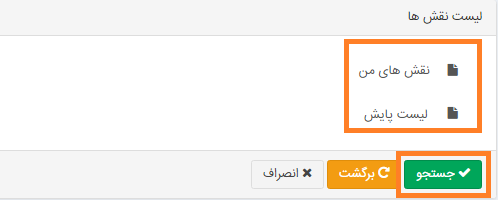 لیست نقش ها
نقش های من
لیست پایش
جستجو برگشت انصراف